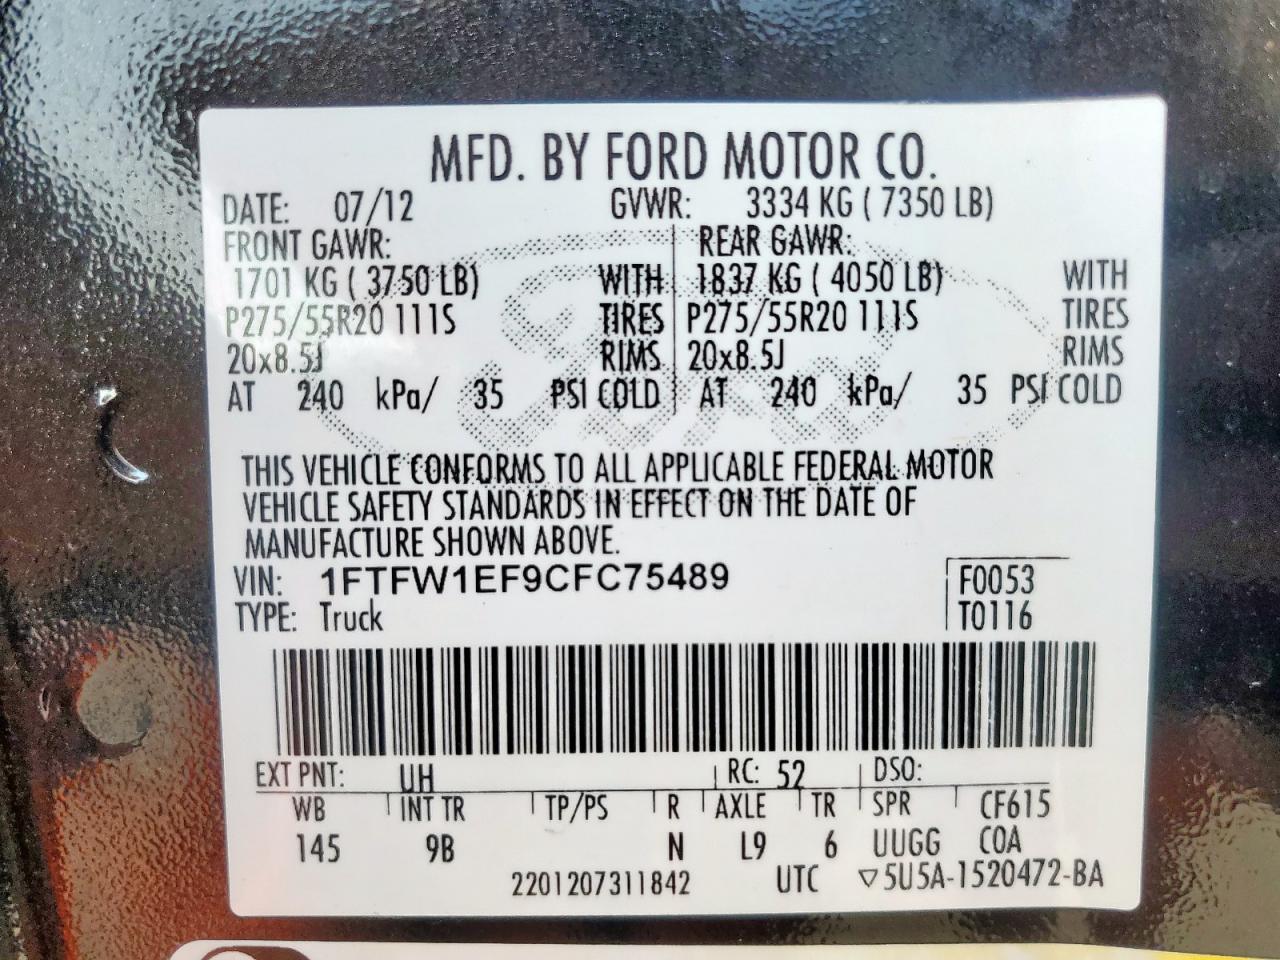 MFD. BY FORD MOTOR CO.
DATE: 07/12 GVWR: 3334 KG ( 7350 LB)
FRONT GAWR: REAR GAWR:
1701 KG ( 3750 LB) WITH 1837 KG ( 4050 LB) WITH
P275/55R20 111S TIRES P275/55R20 111S TIRES
20x8.5J RIMS 20x8.5J RIMS
AT 240 kPa/ 35 PSI COLD AT 240 kPa/ 35 PSI COLD
THIS VEHICLE CONFORMS TO ALL APPLICABLE FEDERAL MOTOR
VEHICLE SAFETY STANDARDS IN EFFECT ON THE DATE OF
MANUFACTURE SHOWN ABOVE.
VIN: 1FTFW1EF9CFC75489 F0053
TYPE: Truck T0116
EXT PNT: UH RC: 52 DSO:
WB INT TR TP/PS R AXLE TR SPR CF615
145 9B N L9 6 UUGG COA
2201207311842 UTC ▽5U5A-1520472-BA